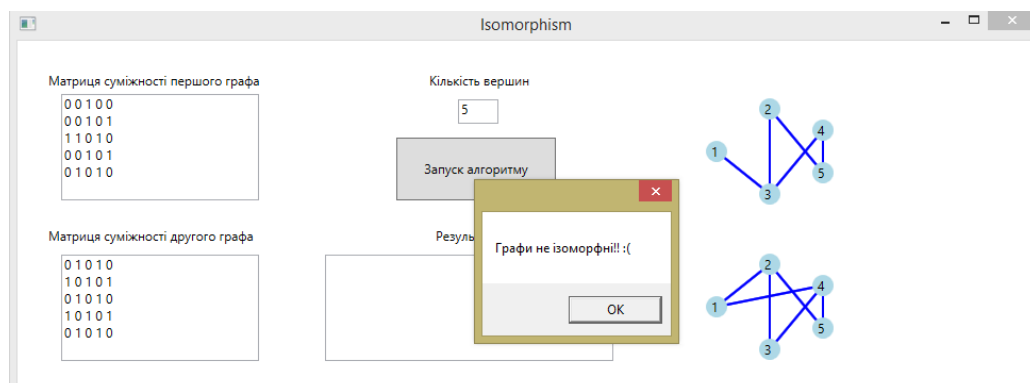 Isomorphism
Матриця суміжності першого графа
0 0 1 0 0
0 0 1 0 1
1 1 0 1 0
0 0 1 0 1
0 1 0 1 0
Кількість вершин
5
Запуск алгоритму
2
4
1
5
3
Матриця суміжності другого графа
0 1 0 1 0
1 0 1 0 1
0 1 0 1 0
1 0 1 0 1
0 1 0 1 0
Резуль
Графи не ізоморфні!! :(
OK
2
4
1
5
3